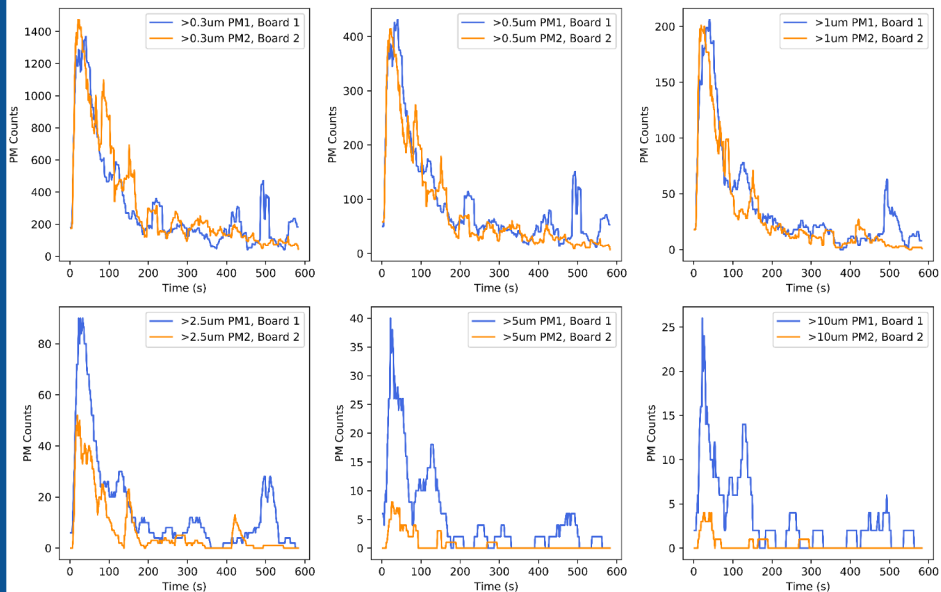 >0.3um PM1, Board 1
>0.3um PM2, Board 2
1400
1200
1000
800
600
400
200
0
PM Counts
0 100 200 300 400 500 600
Time (s)
>0.5um PM1, Board 1
>0.5um PM2, Board 2
400
300
200
100
0
PM Counts
0 100 200 300 400 500 600
Time (s)
>1um PM1, Board 1
>1um PM2, Board 2
200
150
100
50
0
PM Counts
0 100 200 300 400 500 600
Time (s)
>2.5um PM1, Board 1
>2.5um PM2, Board 2
80
60
40
20
0
PM Counts
0 100 200 300 400 500 600
Time (s)
>5um PM1, Board 1
>5um PM2, Board 2
40
35
30
25
20
15
10
5
0
PM Counts
0 100 200 300 400 500 600
Time (s)
>10um PM1, Board 1
>10um PM2, Board 2
25
20
15
10
5
0
PM Counts
0 100 200 300 400 500 600
Time (s)